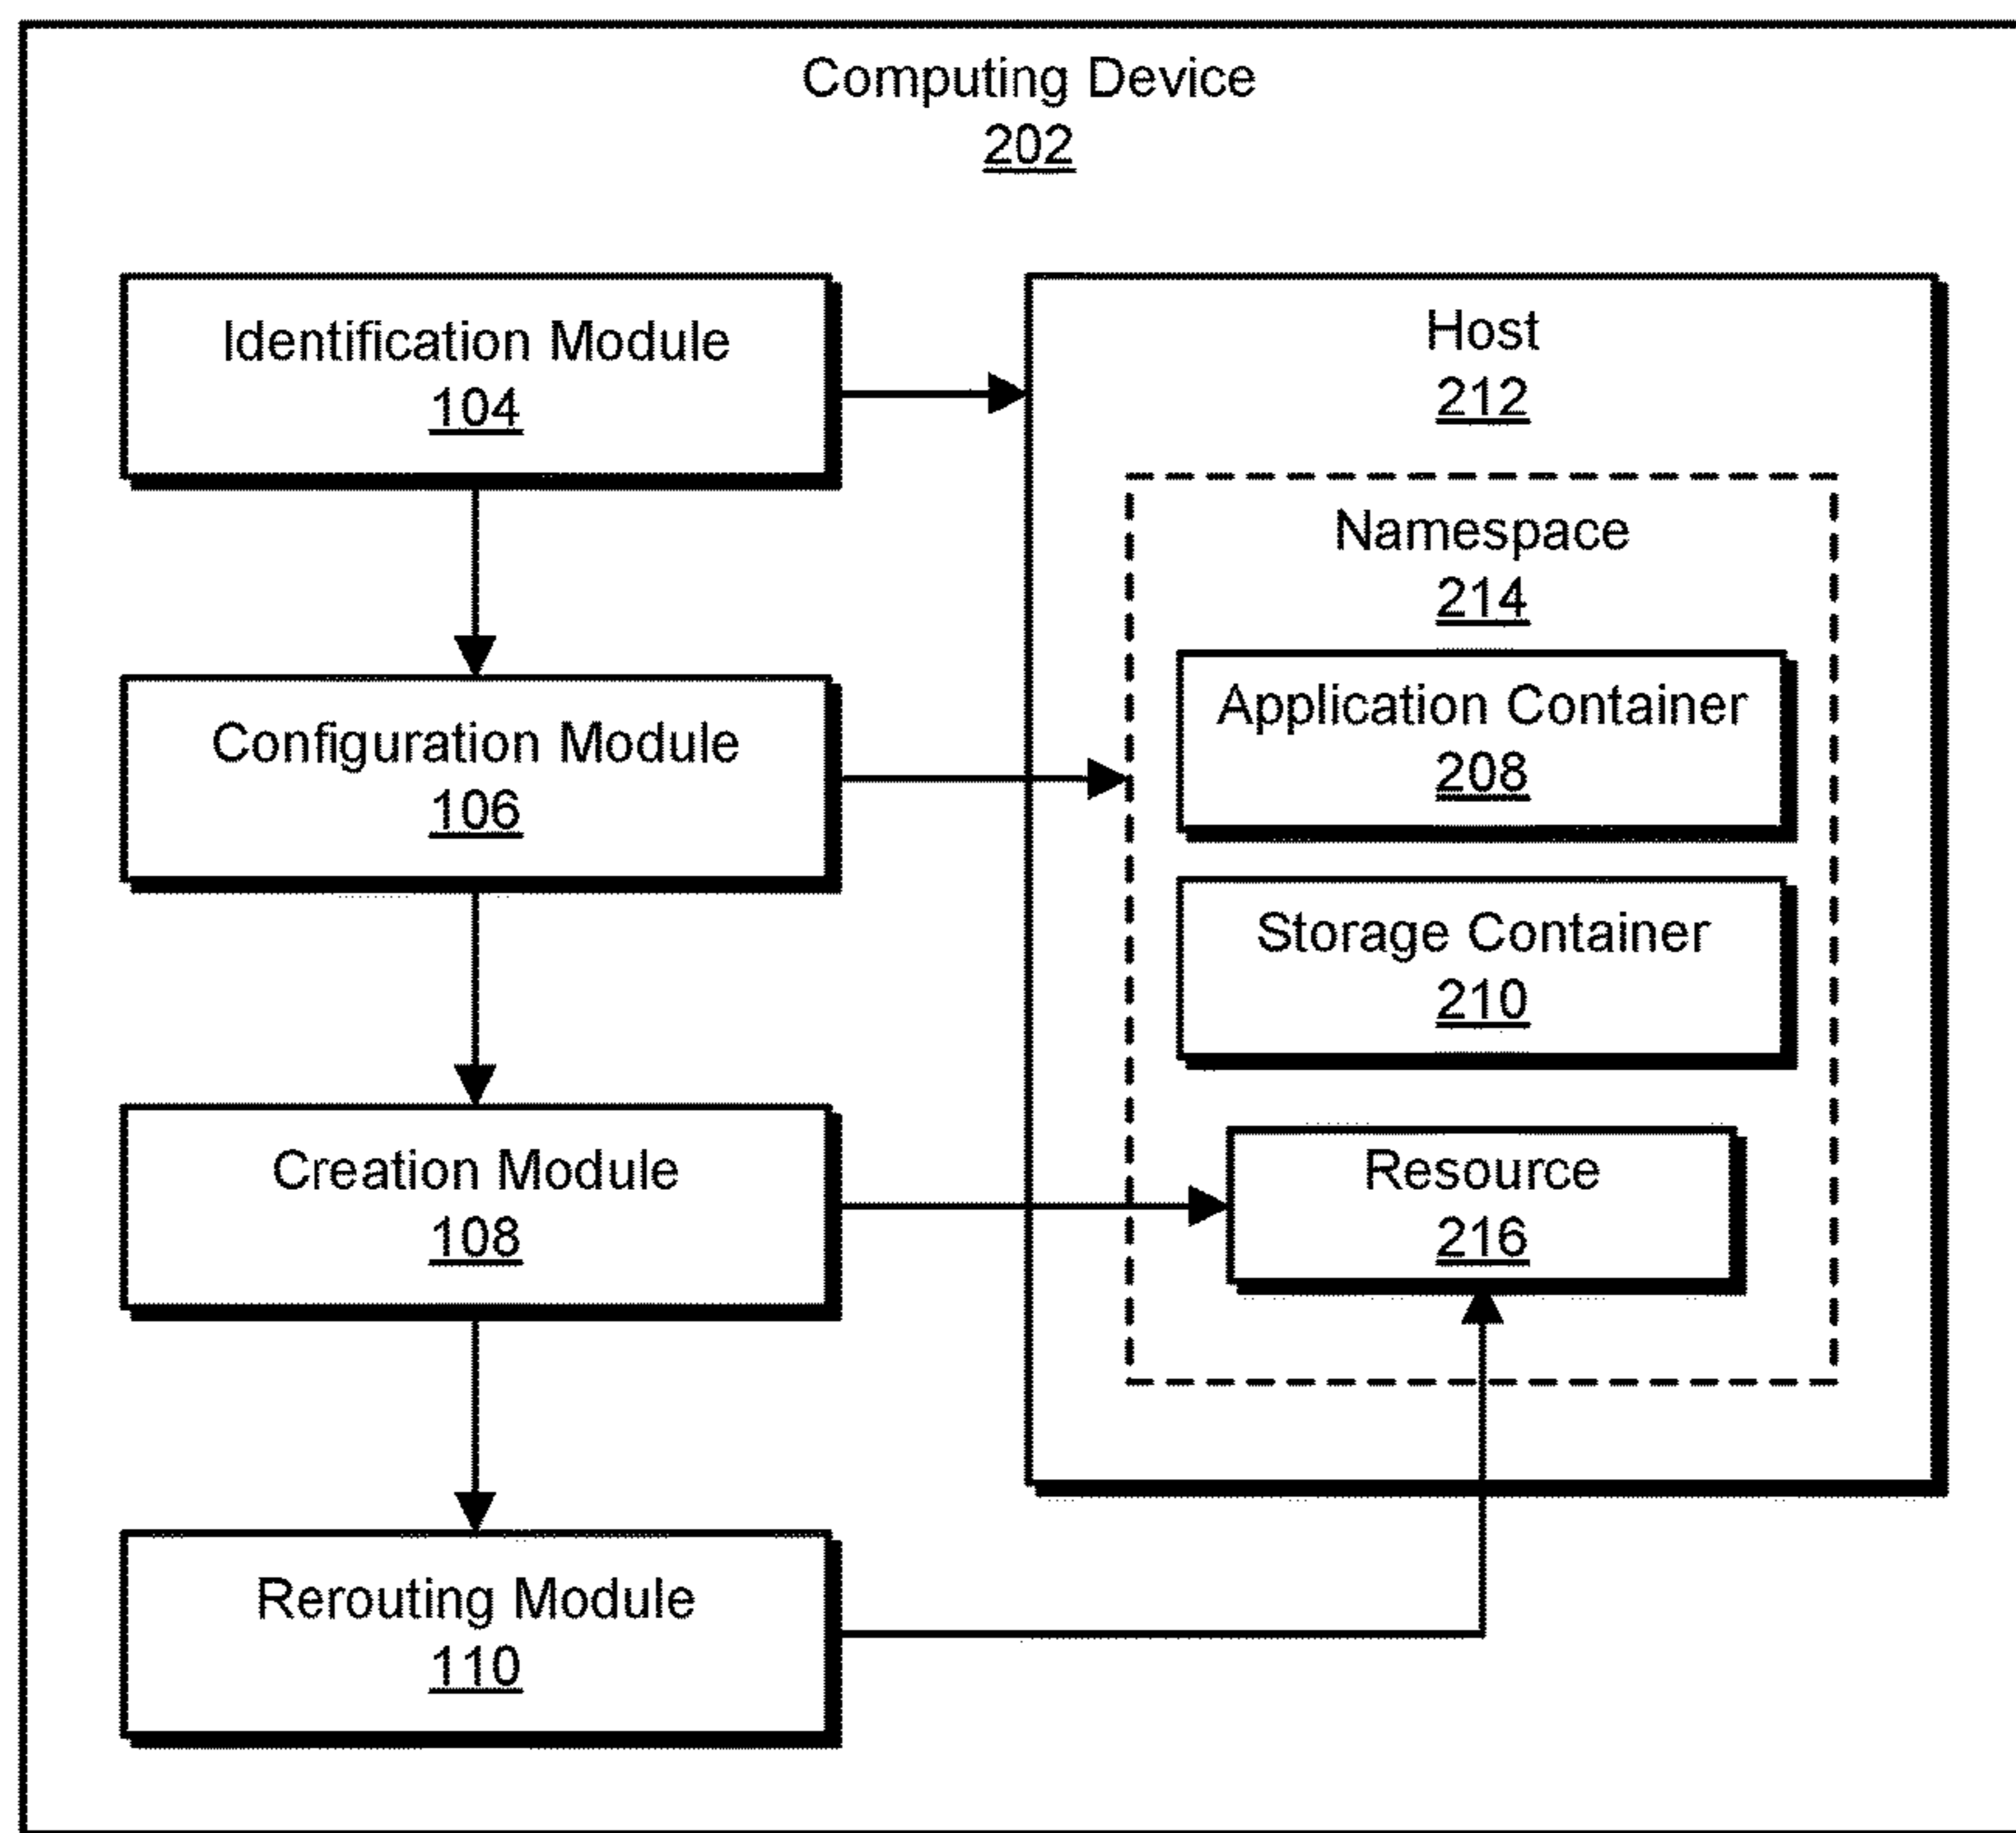 Computing Device
202
Identification Module
104
Configuration Module
106
Creation Module
108
Rerouting Module
110
Host
212
Namespace
214
Application Container
208
Storage Container
210
Resource
216